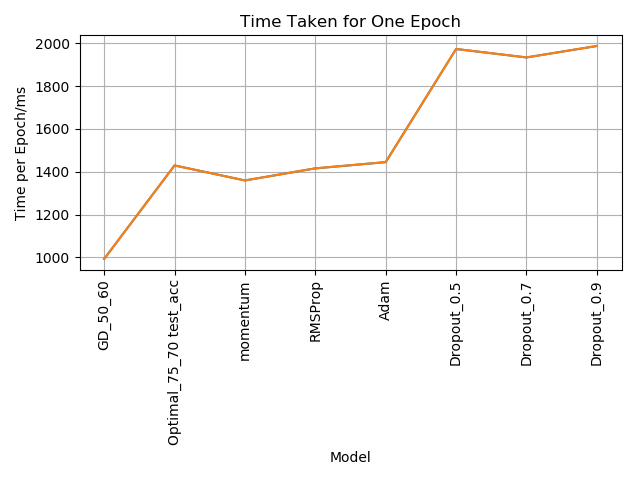 Time Taken for One Epoch
Time per Epoch/ms
2000
1800
1600
1400
1200
1000
GD_50_60
Optimal_75_70 test_acc
momentum
RMSProp
Adam
Dropout_0.5
Dropout_0.7
Dropout_0.9
Model